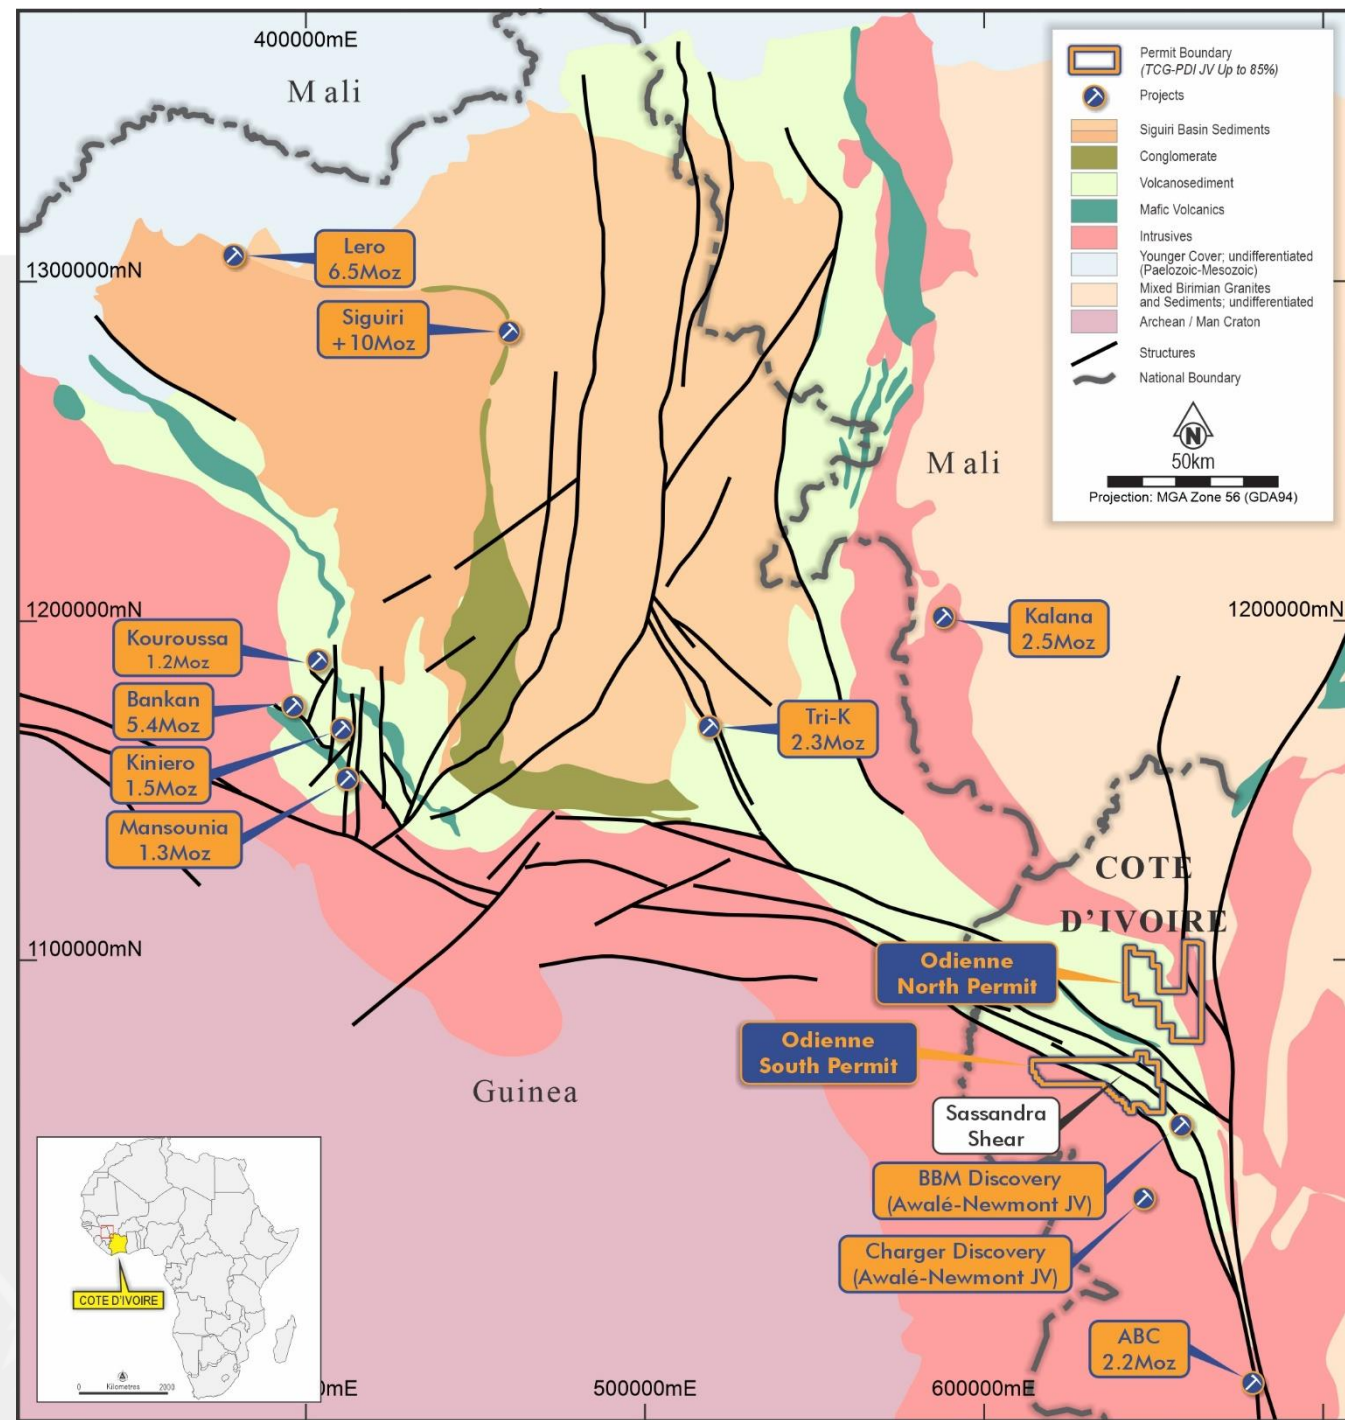 400000mE
Mali
Permit Boundary
(TCG-PDI JV Up to 85%)
Projects
Siguiri Basin Sediments
Conglomerate
Volcanosediment
Mafic Volcanics
Intrusives
Younger Cover; undifferentiated
(Paelozoic-Mesozoic)
Mixed Birimian Granites
and Sediments; undifferentiated
Archean / Man Craton
Structures
National Boundary
N
50km
Projection: MGA Zone 56 (GDA94)
Lero
6.5Moz
1300000mN
Siguiri
+10Moz
Mali
1200000mN
1200000mN
Kalana
2.5Moz
Kouroussa
1.2Moz
Bankan
5.4Moz
Tri-K
2.3Moz
Kiniero
1.5Moz
Mansounia
1.3Moz
COTE
D'IVOIRE
1100000mN
Odienne
North Permit
Odienne
South Permit
Guinea
Sassandra
Shear
BBM Discovery
(Awalé-Newmont JV)
Charger Discovery
(Awalé-Newmont JV)
COTE D'IVOIRE
0 Kilometres 2000
ABC
2.2Moz
0mE
500000mE
600000mE